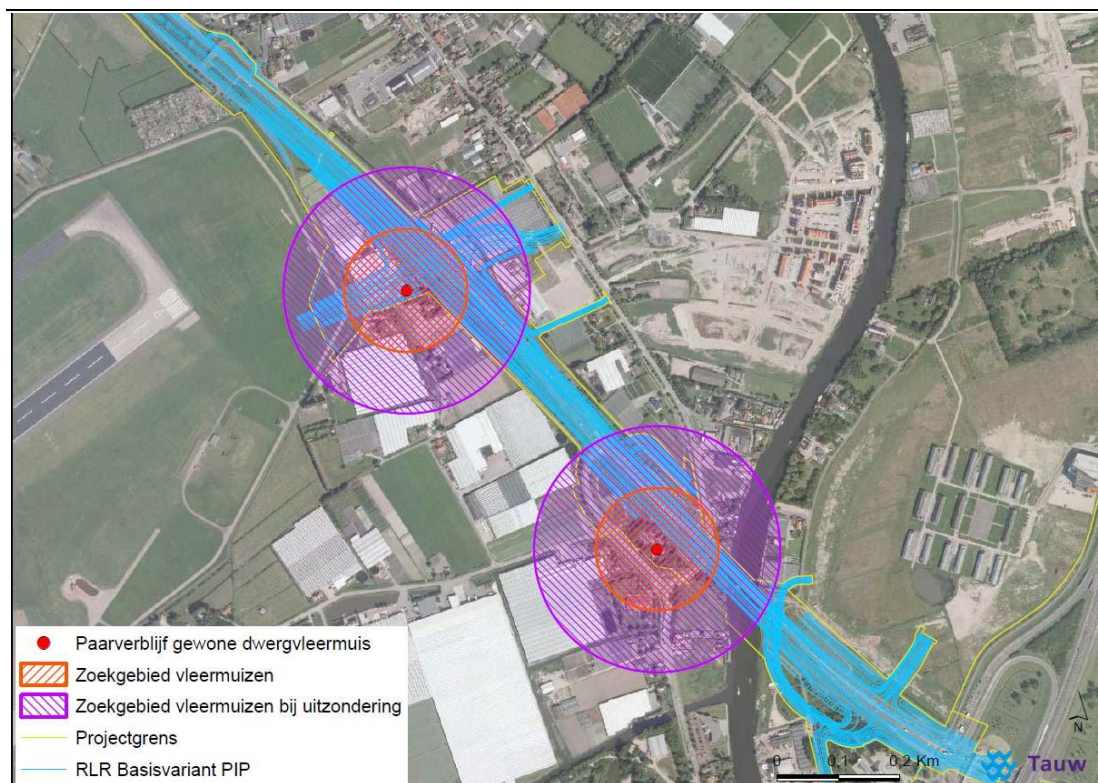 Paarverblijf gewone dwergvleermuis
Zoekgebied vleermuizen
Zoekgebied vleermuizen bij uitzondering
Projectgrens
RLR Basisvariant PIP
0 0.1 0.2 Km
N
Tauw